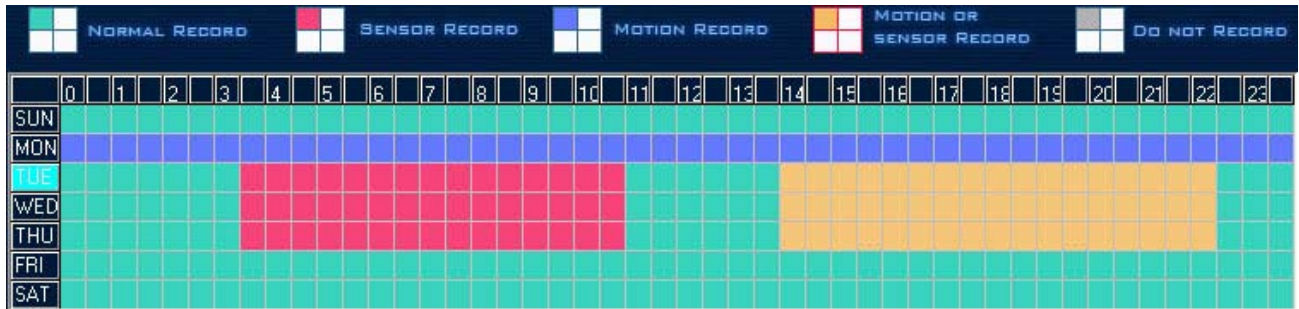 NORMAL RECORD SENSOR RECORD MOTION RECORD MOTION OR
SENSOR RECORD DO NOT RECORD
0 1 2 3 4 5 6 7 8 9 10 11 12 13 14 15 16 17 18 19 20 21 22 23
SUN
MON
TUE
WED
THU
FRI
SAT